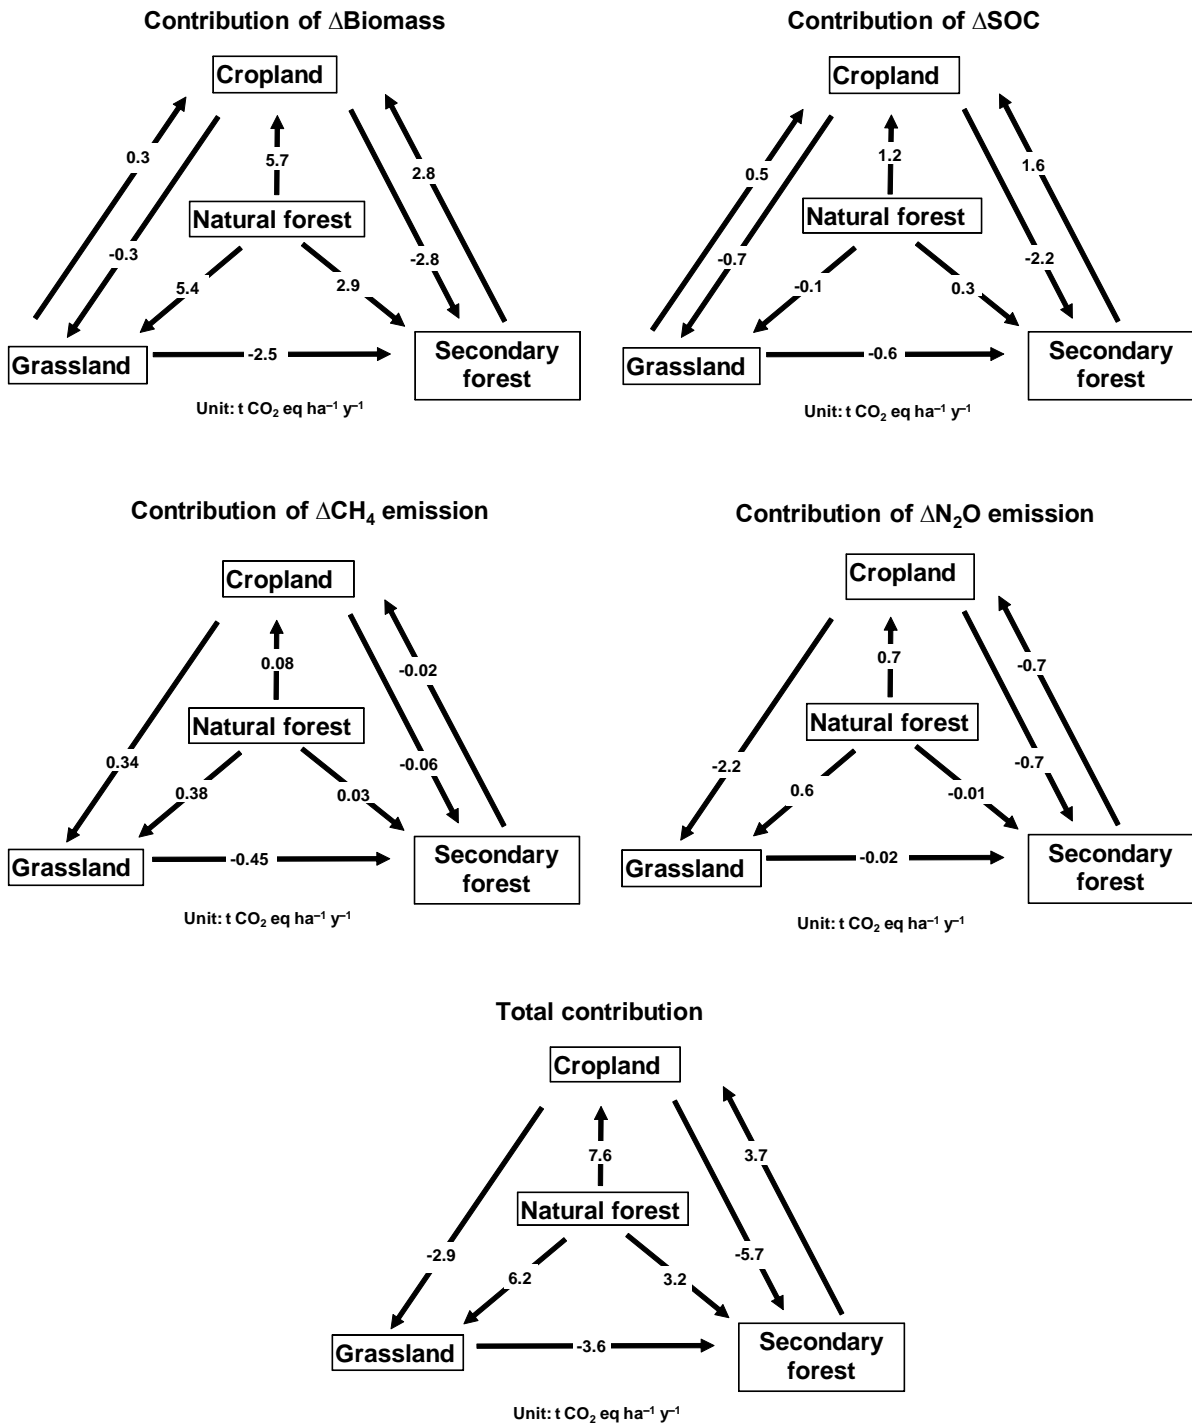 Contribution of ∆Biomass
Cropland
0.3
5.7
2.8
Natural forest
-0.3
-2.8
5.4
2.9
Grassland
-2.5
Secondary
forest
Unit: t CO₂ eq ha⁻¹ y⁻¹
Contribution of ∆SOC
Cropland
0.5
1.2
1.6
Natural forest
-0.7
-2.2
-0.1
0.3
Grassland
-0.6
Secondary
forest
Unit: t CO₂ eq ha⁻¹ y⁻¹
Contribution of ∆CH₄ emission
Cropland
0.08
-0.02
Natural forest
0.34
-0.06
0.38
0.03
Grassland
-0.45
Secondary
forest
Unit: t CO₂ eq ha⁻¹ y⁻¹
Contribution of ∆N₂O emission
Cropland
0.7
-0.7
Natural forest
-2.2
-0.7
0.6
-0.01
Grassland
-0.02
Secondary
forest
Unit: t CO₂ eq ha⁻¹ y⁻¹
Total contribution
Cropland
7.6
3.7
Natural forest
-2.9
-5.7
6.2
3.2
Grassland
-3.6
Secondary
forest
Unit: t CO₂ eq ha⁻¹ y⁻¹